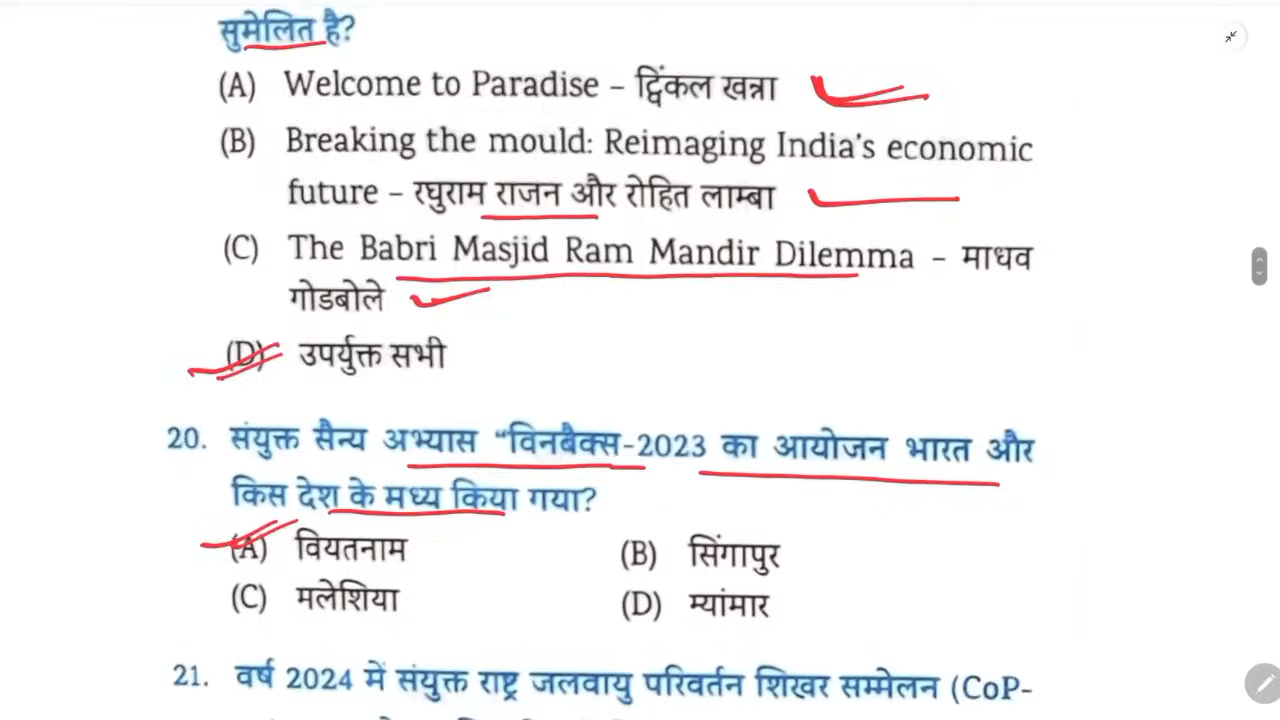 सुमेलित है?
(A) Welcome to Paradise – ट्विंकल खन्ना
(B) Breaking the mould: Reimaging India's economic
future – रघुराम राजन और रोहित लाम्बा
(C) The Babri Masjid Ram Mandir Dilemma – माधव
गोडबोले
(D) उपर्युक्त सभी
20. संयुक्त सैन्य अभ्यास "विनबैक्स-2023 का आयोजन भारत और
किस देश के मध्य किया गया?
(A) वियतनाम (B) सिंगापुर
(C) मलेशिया (D) म्यांमार
21. वर्ष 2024 में संयुक्त राष्ट्र जलवायु परिवर्तन शिखर सम्मेलन (CoP-